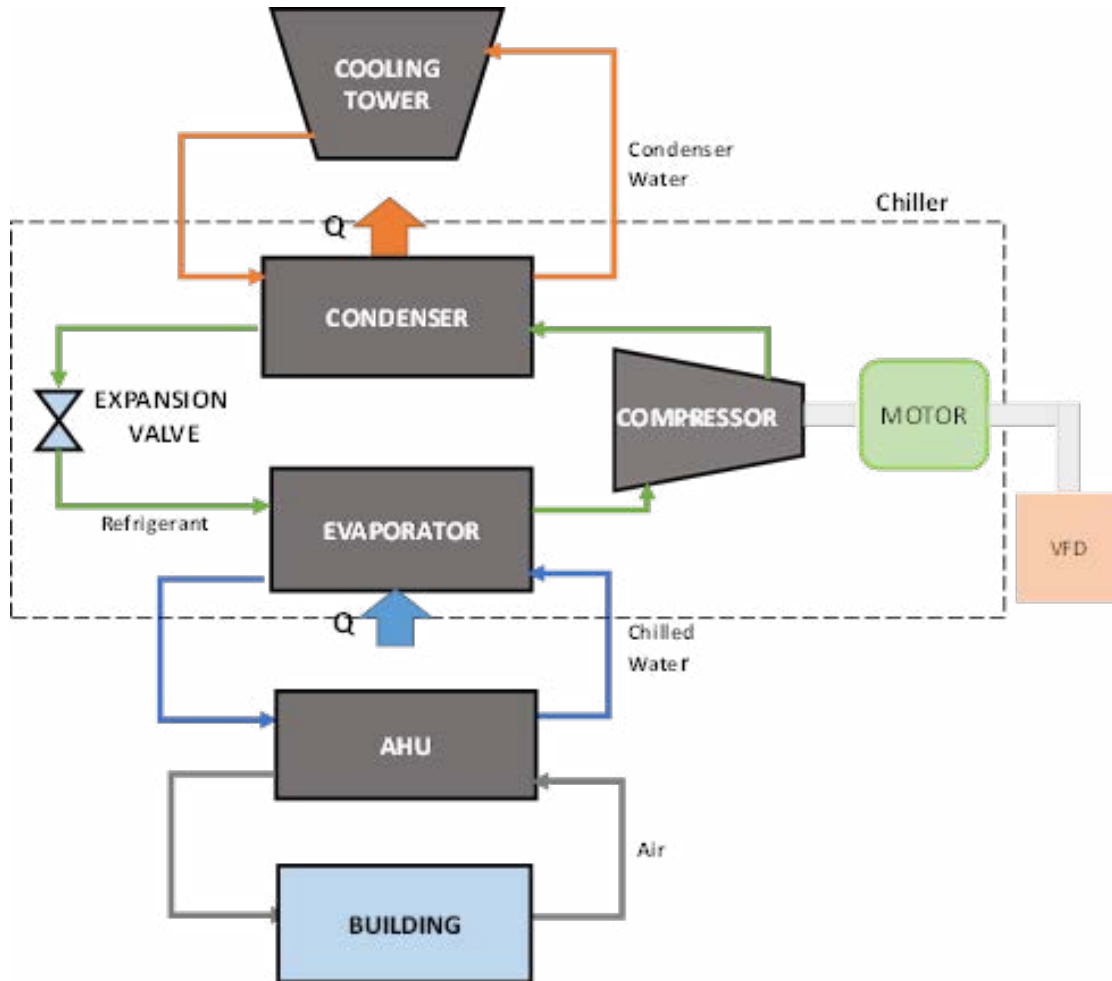 COOLING
TOWER
Condenser
Water
Chiller
Q
CONDENSER
EXPANSION
VALVE
COMPRESSOR
MOTOR
Refrigerant
EVAPORATOR
VFD
Q
Chilled
Water
AHU
Air
BUILDING